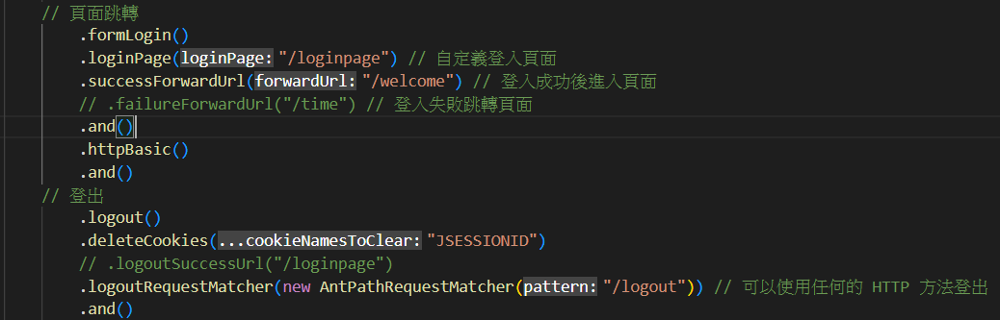 // 頁面跳轉
.formLogin()
.loginPage(loginPage: "/loginpage") // 自定義登入頁面
.successForwardUrl(forwardUrl: "/welcome") // 登入成功後進入頁面
// .failureForwardUrl("/time") // 登入失敗跳轉頁面
.and()
.httpBasic()
.and()
// 登出
.logout()
.deleteCookies(...cookieNamesToClear: "JSESSIONID")
// .logoutSuccessUrl("/loginpage")
.logoutRequestMatcher(new AntPathRequestMatcher(pattern: "/logout")) // 可以使用任何的 HTTP 方法登出
.and()